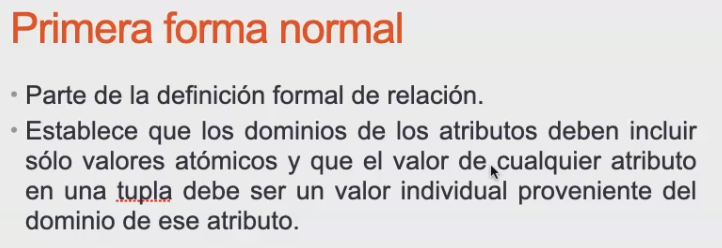 Primera forma normal
• Parte de la definición formal de relación.
• Establece que los dominios de los atributos deben incluir
sólo valores atómicos y que el valor de cualquier atributo
en una tupla debe ser un valor individual proveniente del
dominio de ese atributo.